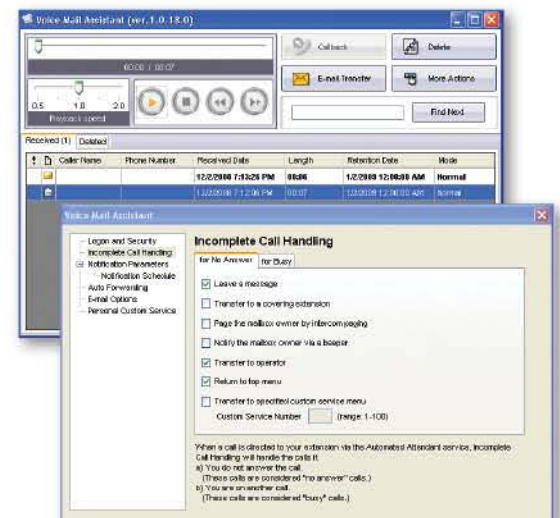 Voice Mail Assistant (ver.1.0.18.0)
00:00 / 00:07
0.5 1.0 2.0
Playback speed
Call back
Delete
E-mail Transfer
More Actions
Find Next
Received (1) Deleted
! Caller Name Phone Number Received Date Length Retention Date Mode
12/2/2008 7:13:26 PM 00:06 1/2/2009 12:00:00 AM Normal
12/2/2008 7:12:06 PM 00:07 1/2/2009 12:00:00 AM Normal
Voice Mail Assistant
Logon and Security
Incomplete Call Handling
Notification Parameters
Notification Schedule
Auto Forwarding
E-mail Options
Personal Custom Service
Incomplete Call Handling
for No Answer for Busy
Leave a message
Transfer to a covering extension
Page the mailbox owner by intercom paging
Notify the mailbox owner via a beeper
Transfer to operator
Return to top menu
Transfer to specified custom service menu
Custom Service Number (range: 1-100)
When a call is directed to your extension via the Automated Attendant service, Incomplete
Call Handling will handle the calls if:
a) You do not answer the call.
(These calls are considered "no answer" calls.)
b) You are on another call.
(These calls are considered "busy" calls.)